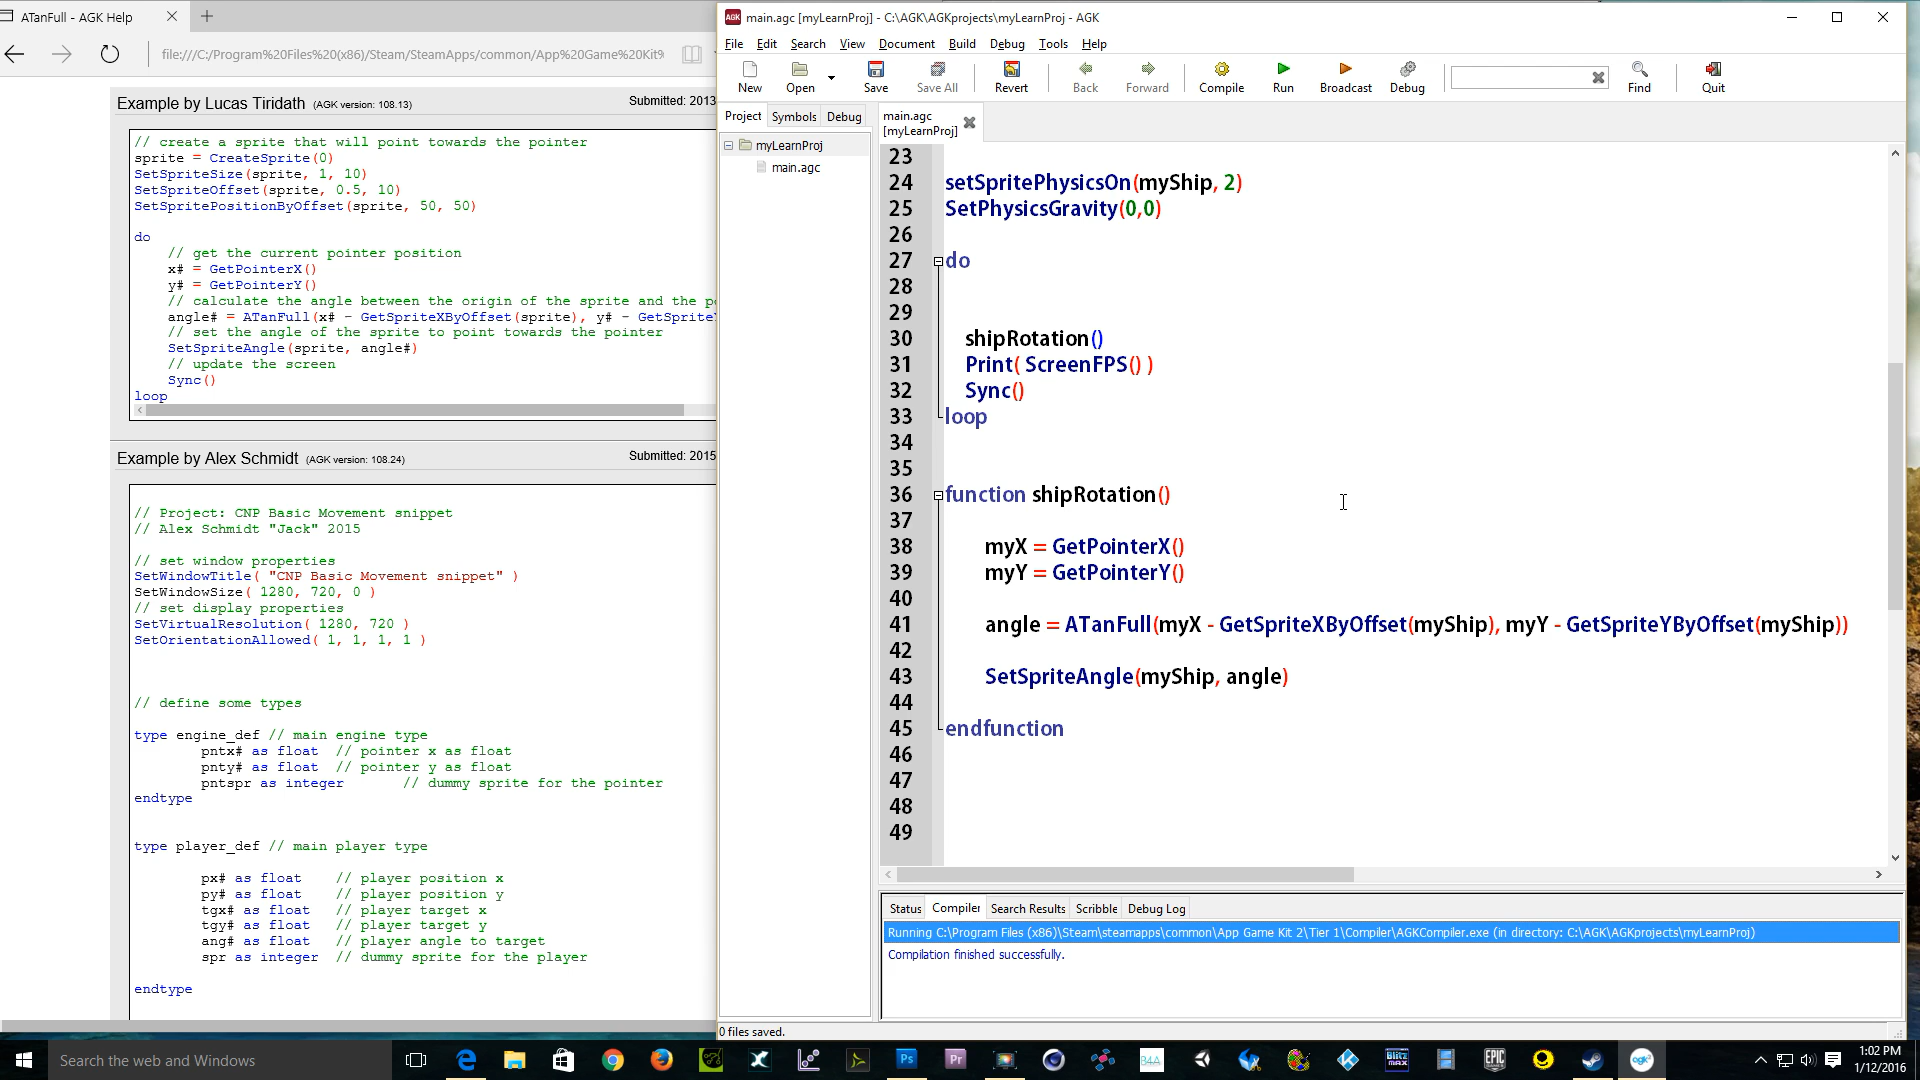 ATanFull - AGK Help
file:///C:/Program%20Files%20(x86)/Steam/SteamApps/common/App%20Game%20Kit%
Example by Lucas Tiridath (AGK version: 108.13) Submitted: 2013
// create a sprite that will point towards the pointer
sprite = CreateSprite(0)
SetSpriteSize(sprite, 1, 10)
SetSpriteOffset(sprite, 0.5, 10)
SetSpritePositionByOffset(sprite, 50, 50)
do
// get the current pointer position
x# = GetPointerX()
y# = GetPointerY()
// calculate the angle between the origin of the sprite and the p
angle# = ATanFull(x# - GetSpriteXByOffset(sprite), y# - GetSprite
// set the angle of the sprite to point towards the pointer
SetSpriteAngle(sprite, angle#)
// update the screen
Sync()
loop
Example by Alex Schmidt (AGK version: 108.24) Submitted: 2015
// Project: CNP Basic Movement snippet
// Alex Schmidt "Jack" 2015
// set window properties
SetWindowTitle( "CNP Basic Movement snippet" )
SetWindowSize( 1280, 720, 0 )
// set display properties
SetVirtualResolution( 1280, 720 )
SetOrientationAllowed( 1, 1, 1, 1 )
// define some types
type engine_def // main engine type
pntx# as float // pointer x as float
pnty# as float // pointer y as float
pntspr as integer // dummy sprite for the pointer
endtype
type player_def // main player type
px# as float // player position x
py# as float // player position y
tgx# as float // player target x
tgy# as float // player target y
ang# as float // player angle to target
spr as integer // dummy sprite for the player
endtype
AGK main.agc [myLearnProj] - C:\AGK\AGKprojects\myLearnProj - AGK
File Edit Search View Document Build Debug Tools Help
New Open Save Save All Revert Back Forward Compile Run Broadcast Debug Find Quit
Project Symbols Debug
myLearnProj
main.agc
main.agc
[myLearnProj]
23
24 setSpritePhysicsOn(myShip, 2)
25 SetPhysicsGravity(0,0)
26
27 do
28
29
30 shipRotation()
31 Print( ScreenFPS() )
32 Sync()
33 loop
34
35
36 function shipRotation()
37
38 myX = GetPointerX()
39 myY = GetPointerY()
40
41 angle = ATanFull(myX - GetSpriteXByOffset(myShip), myY - GetSpriteYByOffset(myShip))
42
43 SetSpriteAngle(myShip, angle)
44
45 endfunction
46
47
48
49
Status Compiler Search Results Scribble Debug Log
Running C:\Program Files (x86)\Steam\steamapps\common\App Game Kit 2\Tier 1\Compiler\AGKCompiler.exe (in directory: C:\AGK\AGKprojects\myLearnProj)
Compilation finished successfully.
0 files saved.
Search the web and Windows
Ps Pr B4A Blitz MAX EPIC GAMES agk2
1:02 PM
1/12/2016